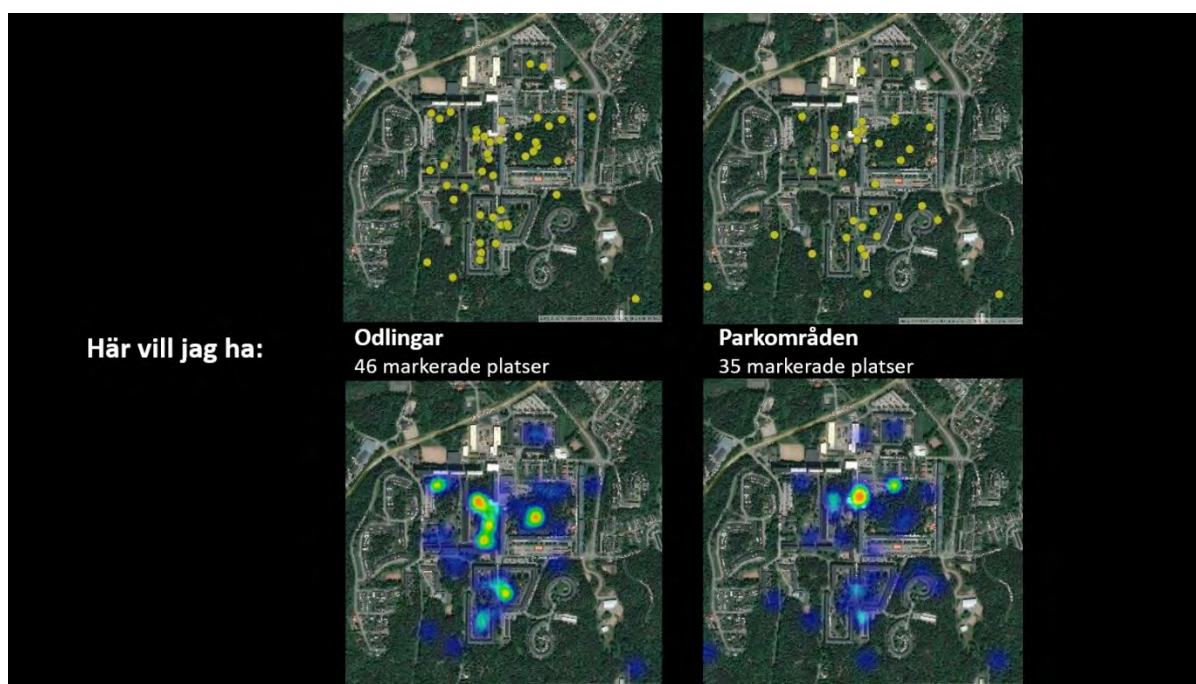 Här vill jag ha:
Odlingar
46 markerade platser
Parkområden
35 markerade platser